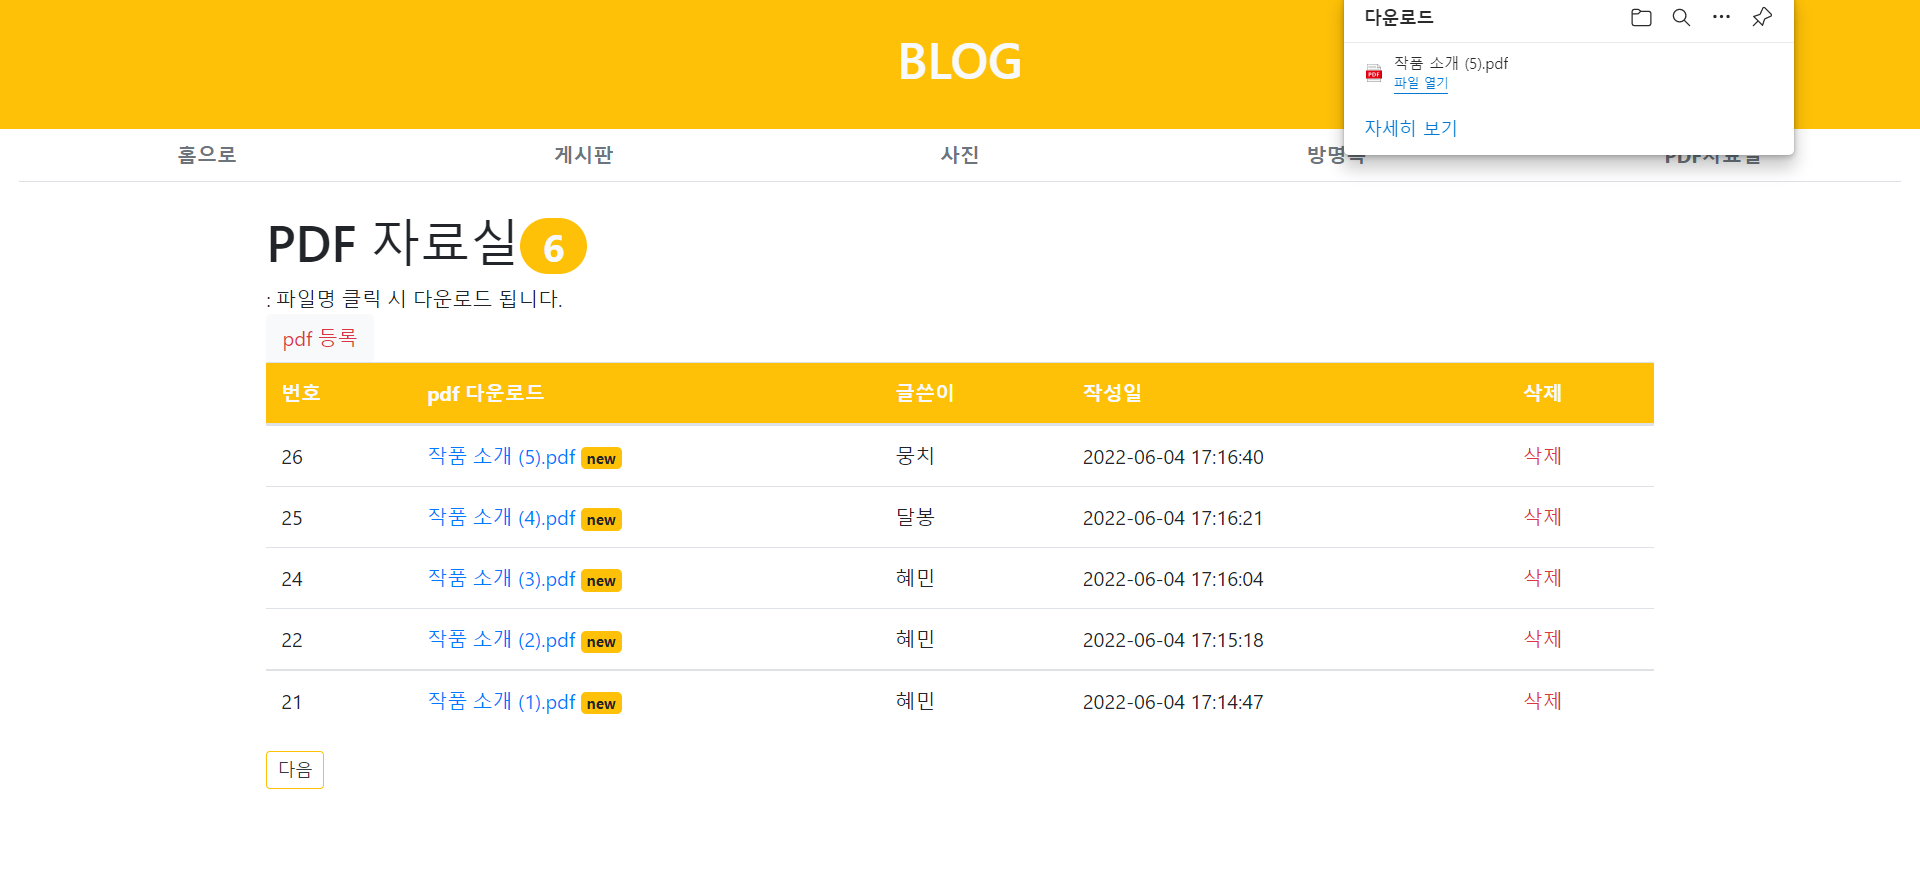 BLOG
다운로드
작품 소개 (5).pdf
파일 열기
자세히 보기
홈으로 게시판 사진
PDF 자료실 6
: 파일명 클릭 시 다운로드 됩니다.
pdf 등록
번호 pdf 다운로드 글쓴이 작성일 삭제
26 작품 소개 (5).pdf new 뭉치 2022-06-04 17:16:40 삭제
25 작품 소개 (4).pdf new 달봉 2022-06-04 17:16:21 삭제
24 작품 소개 (3).pdf new 혜민 2022-06-04 17:16:04 삭제
22 작품 소개 (2).pdf new 혜민 2022-06-04 17:15:18 삭제
21 작품 소개 (1).pdf new 혜민 2022-06-04 17:14:47 삭제
다음